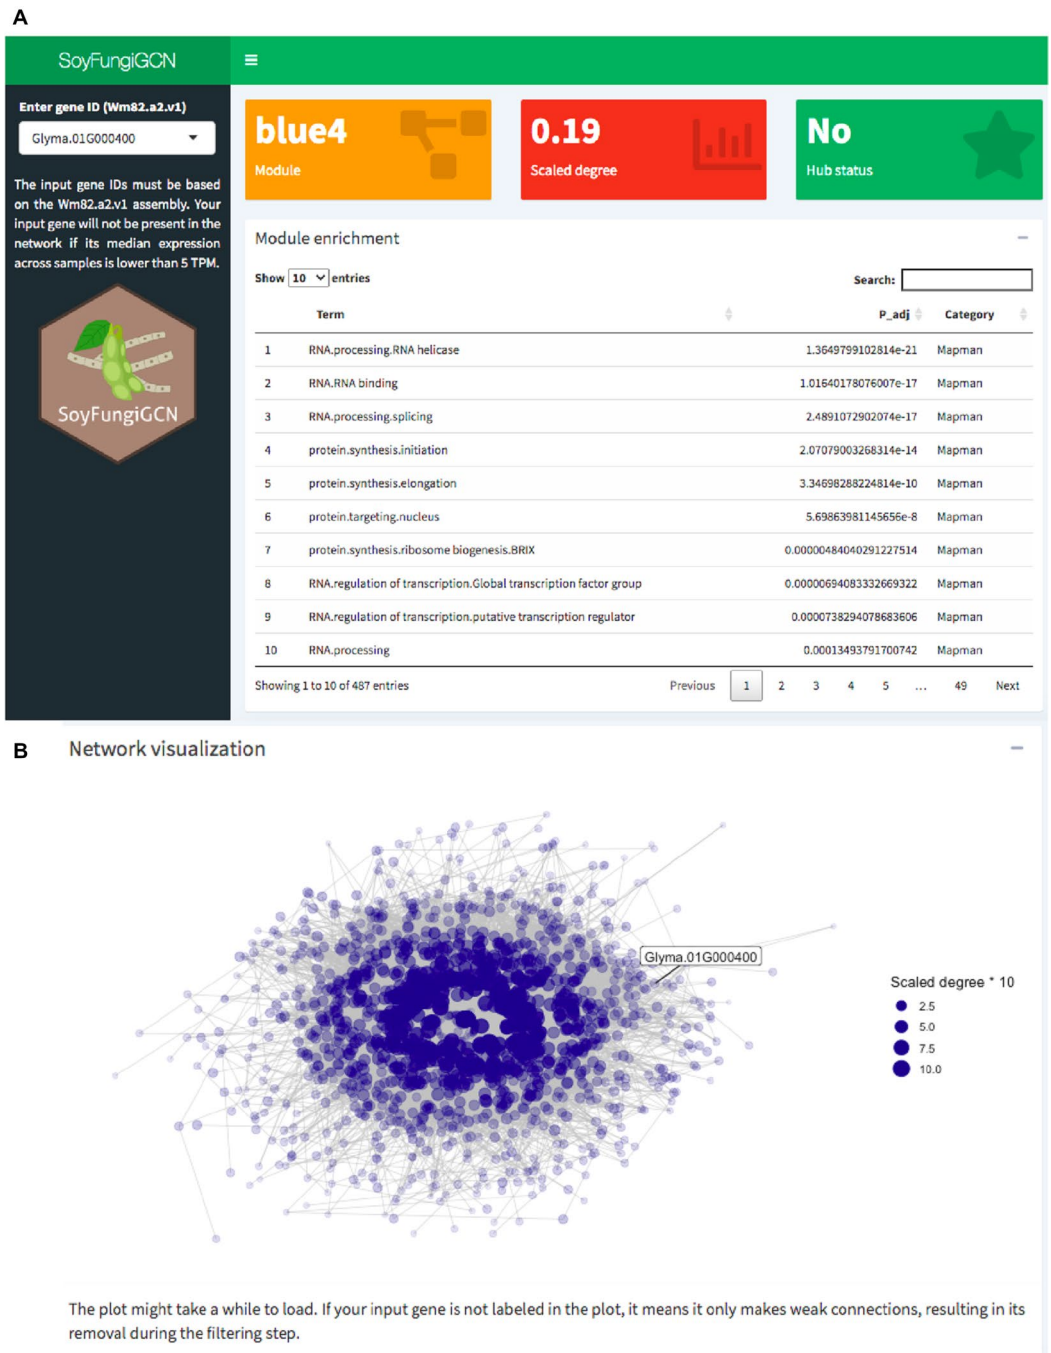 A
SoyFungiGCN
Enter gene ID (Wm82.a2.v1)
Glyma.01G000400
The input gene IDs must be based
on the Wm82.a2.v1 assembly. Your
input gene will not be present in the
network if its median expression
across samples is lower than 5 TPM.
SoyFungiGCN
blue4
Module
0.19
Scaled degree
No
Hub status
Module enrichment
Show 10 entries
Search:
Term P_adj Category
1 RNA.processing.RNA helicase 1.3649799102814e-21 Mapman
2 RNA.RNA binding 1.01640178076007e-17 Mapman
3 RNA.processing.splicing 2.4891072902074e-17 Mapman
4 protein.synthesis.initiation 2.07079003268314e-14 Mapman
5 protein.synthesis.elongation 3.34698288224814e-10 Mapman
6 protein.targeting.nucleus 5.69863981145656e-8 Mapman
7 protein.synthesis.ribosome biogenesis.BRIX 0.00000484040291227514 Mapman
8 RNA.regulation of transcription.Global transcription factor group 0.00000694083332669322 Mapman
9 RNA.regulation of transcription.putative transcription regulator 0.0000738294078683606 Mapman
10 RNA.processing 0.00013493791700742 Mapman
Showing 1 to 10 of 487 entries
Previous 1 2 3 4 5 ... 49 Next
B
Network visualization
Glyma.01G000400
Scaled degree * 10
2.5
5.0
7.5
10.0
The plot might take a while to load. If your input gene is not labeled in the plot, it means it only makes weak connections, resulting in its
removal during the filtering step.